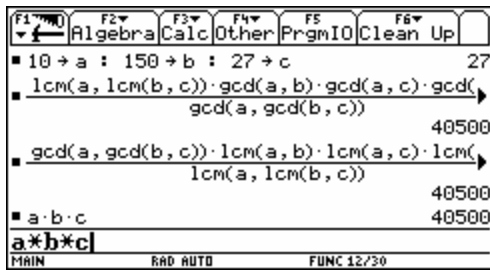 F1 F2 F3 F4 F5 F6
Algebra Calc Other PrgmIO Clean Up
▪ 10 → a : 150 → b : 27 → c 27
▪ lcm(a, lcm(b, c))·gcd(a, b)·gcd(a, c)·gcd(
gcd(a, gcd(b, c))
40500
▪ gcd(a, gcd(b, c))·lcm(a, b)·lcm(a, c)·lcm(
lcm(a, lcm(b, c))
40500
▪ a·b·c 40500
a*b*c
MAIN RAD AUTO FUNC 12/30